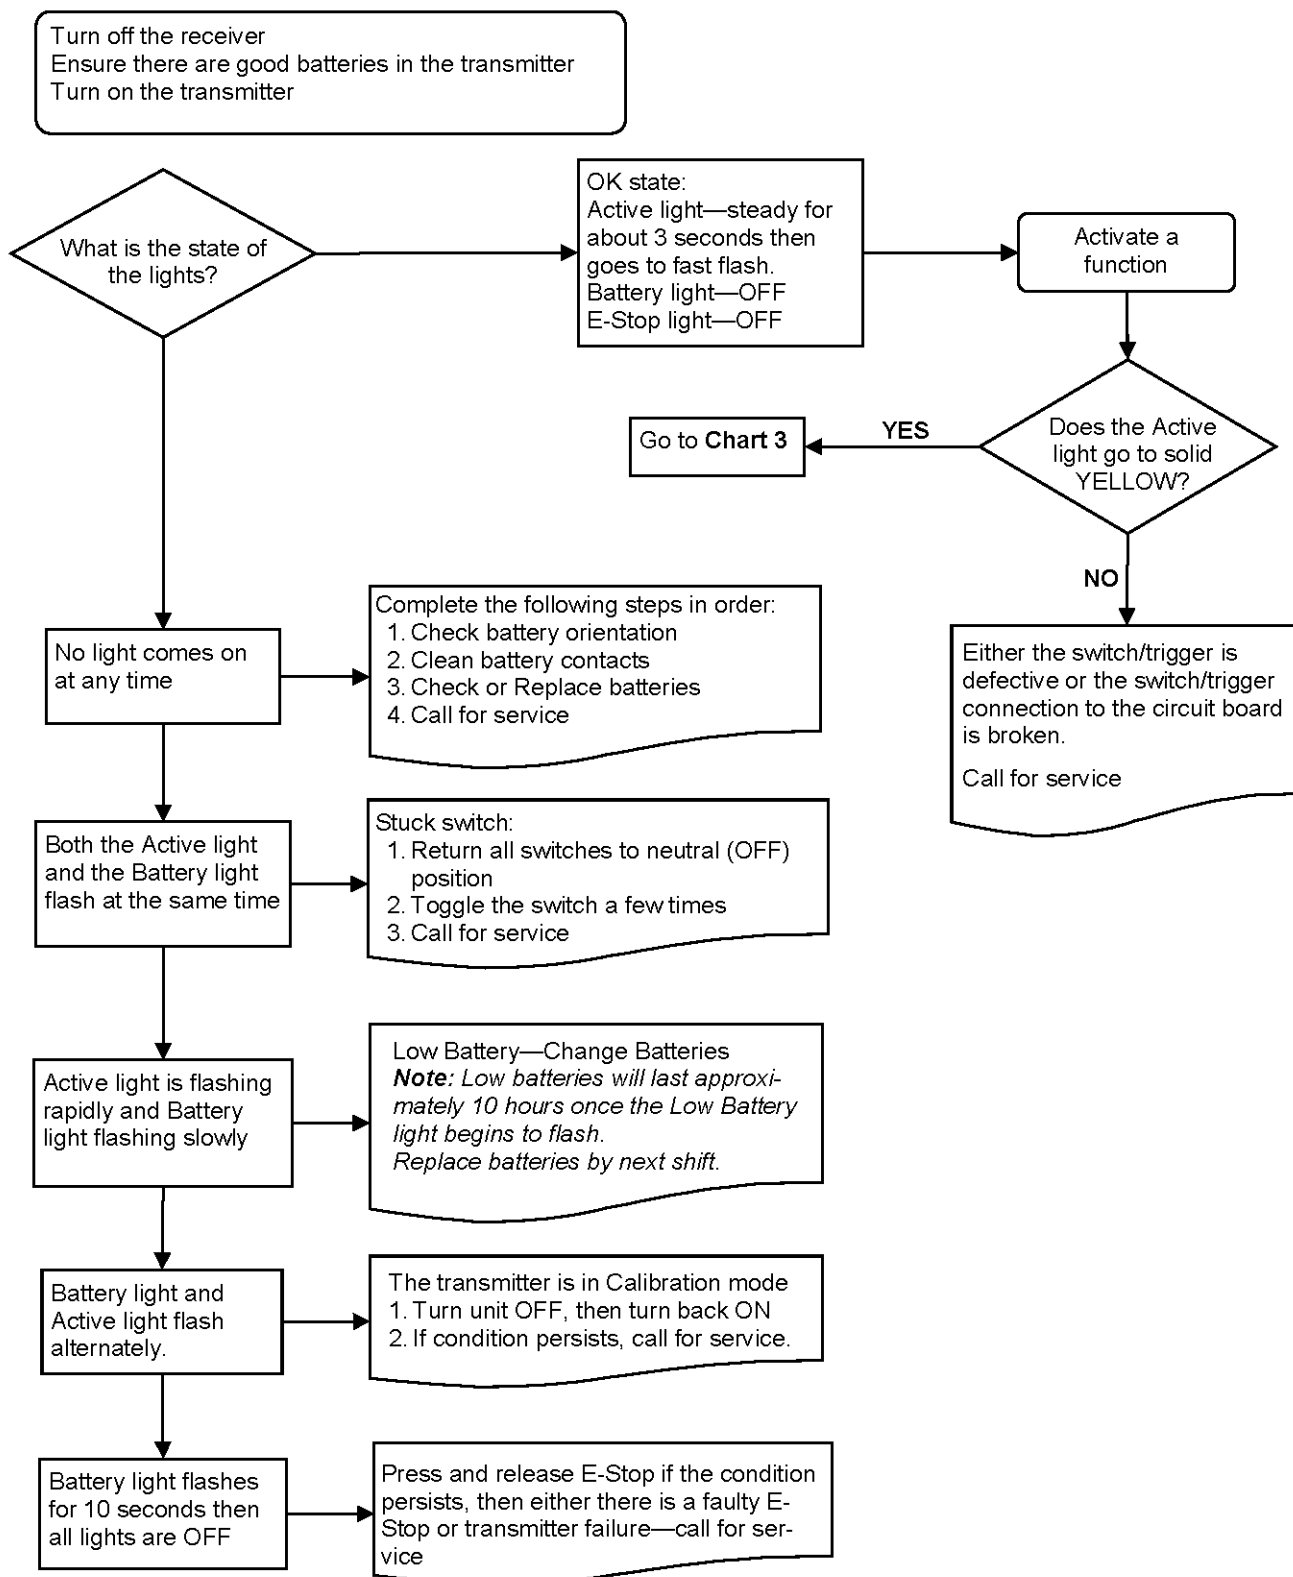 Turn off the receiver
Ensure there are good batteries in the transmitter
Turn on the transmitter
What is the state of
the lights?
OK state:
Active light—steady for
about 3 seconds then
goes to fast flash.
Battery light—OFF
E-Stop light—OFF
Activate a
function
Does the Active
light go to solid
YELLOW?
YES
Go to Chart 3
NO
Either the switch/trigger is
defective or the switch/trigger
connection to the circuit board
is broken.
Call for service
No light comes on
at any time
Complete the following steps in order:
1. Check battery orientation
2. Clean battery contacts
3. Check or Replace batteries
4. Call for service
Both the Active light
and the Battery light
flash at the same time
Stuck switch:
1. Return all switches to neutral (OFF)
position
2. Toggle the switch a few times
3. Call for service
Active light is flashing
rapidly and Battery
light flashing slowly
Low Battery—Change Batteries
Note: Low batteries will last approxi-
mately 10 hours once the Low Battery
light begins to flash.
Replace batteries by next shift.
Battery light and
Active light flash
alternately.
The transmitter is in Calibration mode
1. Turn unit OFF, then turn back ON
2. If condition persists, call for service.
Battery light flashes
for 10 seconds then
all lights are OFF
Press and release E-Stop if the condition
persists, then either there is a faulty E-
Stop or transmitter failure—call for ser-
vice